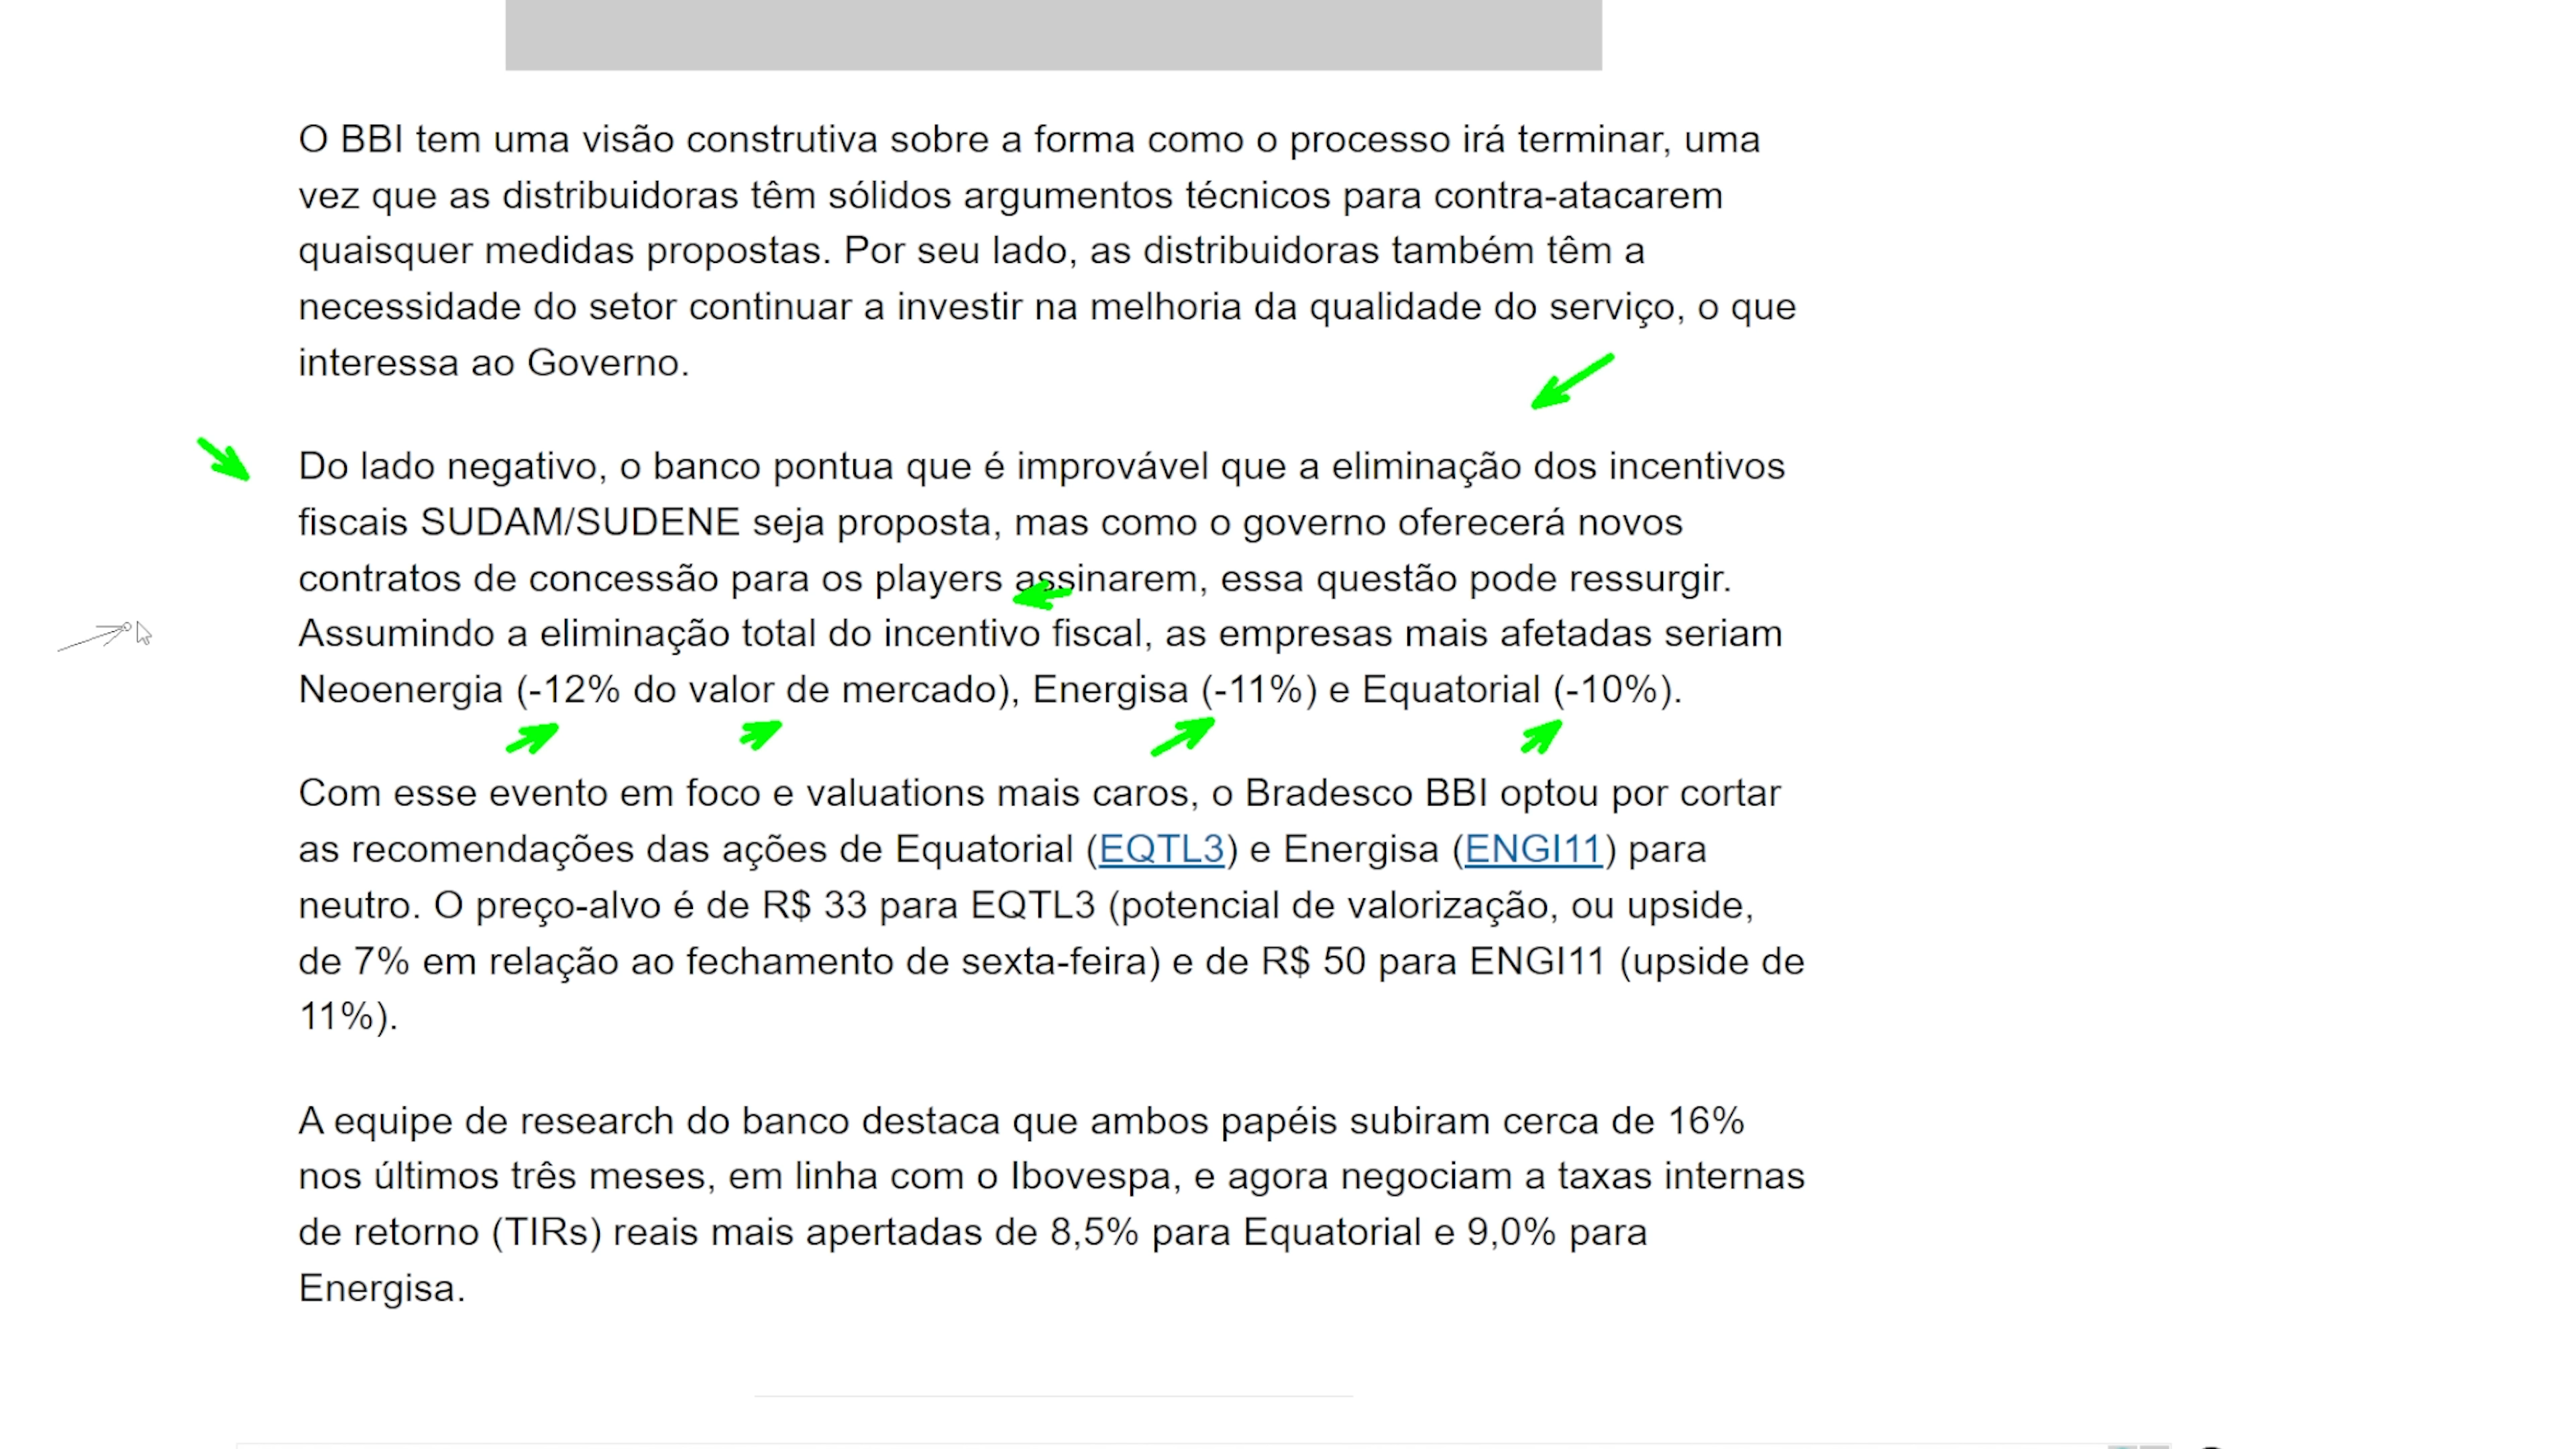 O BBI tem uma visão construtiva sobre a forma como o processo irá terminar, uma
vez que as distribuidoras têm sólidos argumentos técnicos para contra-atacarem
quaisquer medidas propostas. Por seu lado, as distribuidoras também têm a
necessidade do setor continuar a investir na melhoria da qualidade do serviço, o que
interessa ao Governo.
Do lado negativo, o banco pontua que é improvável que a eliminação dos incentivos
fiscais SUDAM/SUDENE seja proposta, mas como o governo oferecerá novos
contratos de concessão para os players assinarem, essa questão pode ressurgir.
Assumindo a eliminação total do incentivo fiscal, as empresas mais afetadas seriam
Neoenergia (-12% do valor de mercado), Energisa (-11%) e Equatorial (-10%).
Com esse evento em foco e valuations mais caros, o Bradesco BBI optou por cortar
as recomendações das ações de Equatorial (EQTL3) e Energisa (ENGI11) para
neutro. O preço-alvo é de R$ 33 para EQTL3 (potencial de valorização, ou upside,
de 7% em relação ao fechamento de sexta-feira) e de R$ 50 para ENGI11 (upside de
11%).
A equipe de research do banco destaca que ambos papéis subiram cerca de 16%
nos últimos três meses, em linha com o Ibovespa, e agora negociam a taxas internas
de retorno (TIRs) reais mais apertadas de 8,5% para Equatorial e 9,0% para
Energisa.